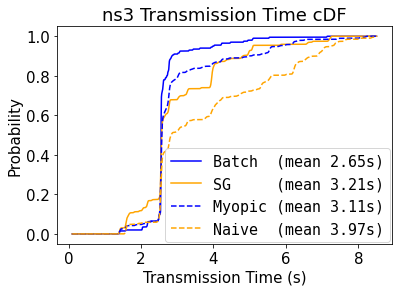 ns3 Transmission Time cDF
Probability
1.0
0.8
0.6
0.4
0.2
0.0
Batch (mean 2.65s)
SG (mean 3.21s)
Myopic (mean 3.11s)
Naive (mean 3.97s)
0 2 4 6 8
Transmission Time (s)